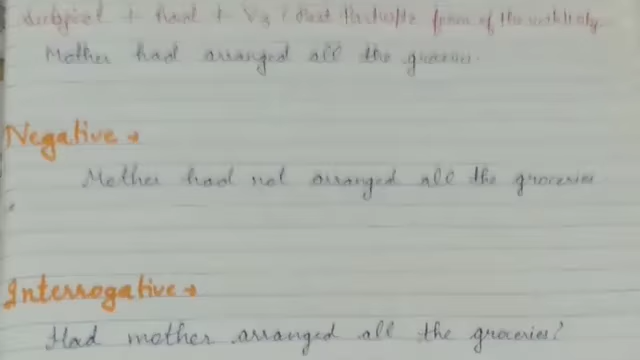 subject + had + V3 (Past Participle form of the verb)
Mother had arranged all the groceries.
Negative →
Mother had not arranged all the groceries
Interrogative →
Had mother arranged all the groceries?